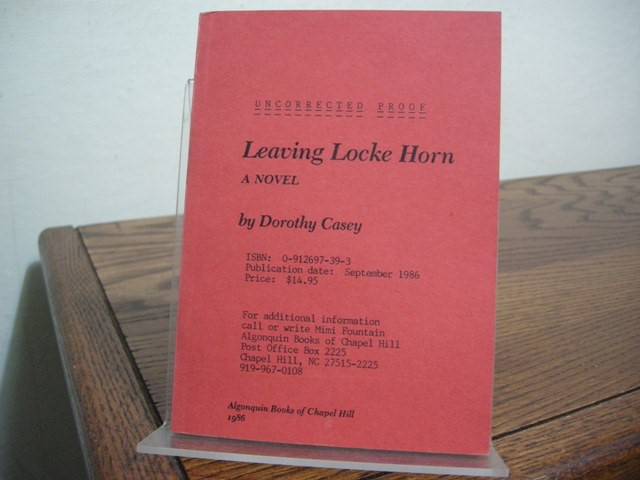 UNCORRECTED PROOF
Leaving Locke Horn
A NOVEL
by Dorothy Casey
ISBN: 0-912697-39-3
Publication date: September 1986
Price: $14.95
For additional information
call or write Mimi Fountain
Algonquin Books of Chapel Hill
Post Office Box 2225
Chapel Hill, NC 27515-2225
919-967-0108
Algonquin Books of Chapel Hill
1986